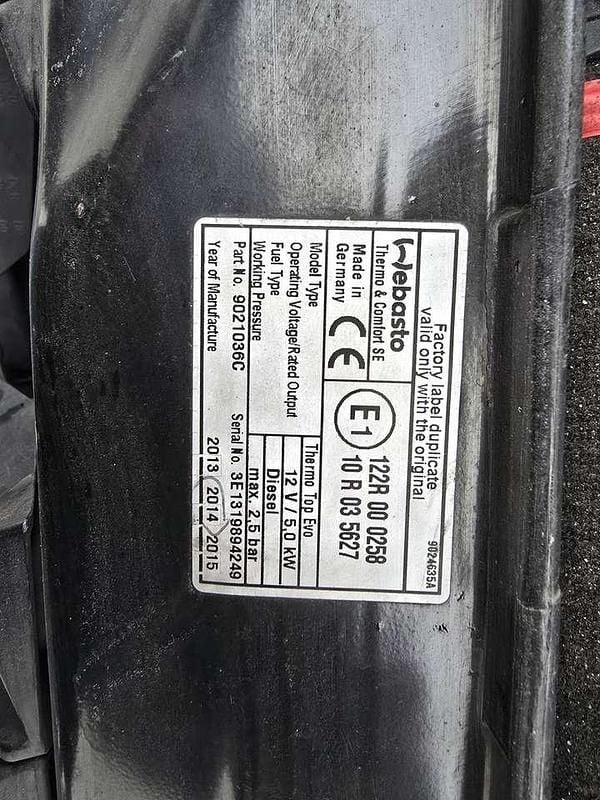 Factory label duplicate
valid only with the original
9024635A
Webasto
Thermo & Comfort SE
Made in
Germany
CE
E1
122R 00 0258
10 R 03 5627
Model Type Thermo Top Evo
Operating Voltage/Rated Output 12 V / 5,0 kW
Fuel Type Diesel
Working Pressure max. 2,5 bar
Part No. 9021036C Serial No. 3E1319894249
Year of Manufacture 2013 2014 2015